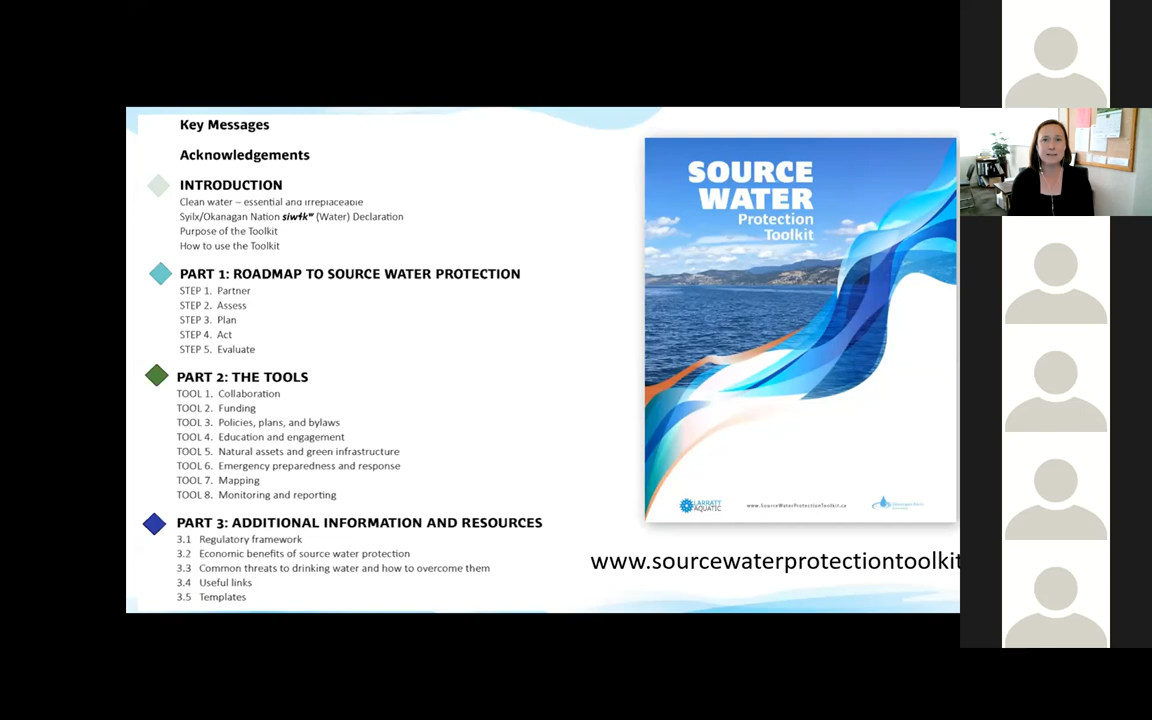 Key Messages
Acknowledgements
INTRODUCTION
Clean water – essential and irreplaceable
Syilx/Okanagan Nation siwɬkʷ (Water) Declaration
Purpose of the Toolkit
How to use the Toolkit
PART 1: ROADMAP TO SOURCE WATER PROTECTION
STEP 1. Partner
STEP 2. Assess
STEP 3. Plan
STEP 4. Act
STEP 5. Evaluate
PART 2: THE TOOLS
TOOL 1. Collaboration
TOOL 2. Funding
TOOL 3. Policies, plans, and bylaws
TOOL 4. Education and engagement
TOOL 5. Natural assets and green infrastructure
TOOL 6. Emergency preparedness and response
TOOL 7. Mapping
TOOL 8. Monitoring and reporting
PART 3: ADDITIONAL INFORMATION AND RESOURCES
3.1 Regulatory framework
3.2 Economic benefits of source water protection
3.3 Common threats to drinking water and how to overcome them
3.4 Useful links
3.5 Templates
SOURCE
WATER
Protection
Toolkit
LARRATT
AQUATIC
www.SourceWaterProtectionToolkit.ca
www.sourcewaterprotectiontoolkit